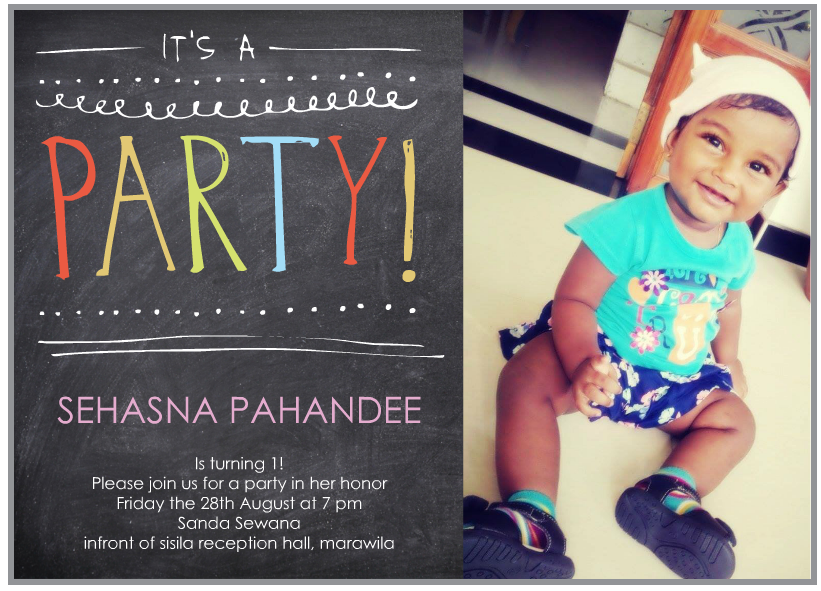 IT'S A
PARTY!
SEHASNA PAHANDEE
Is turning 1!
Please join us for a party in her honor
Friday the 28th August at 7 pm
Sanda Sewana
infront of sisila reception hall, marawila